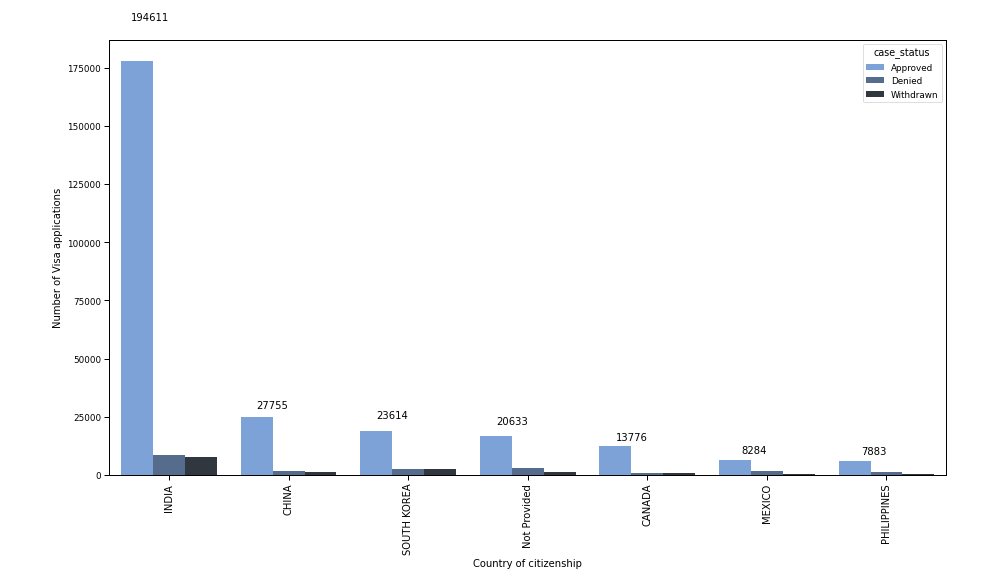 194611
case_status
Approved
Denied
Withdrawn
Number of Visa applications
175000
150000
125000
100000
75000
50000
25000
0
27755
23614
20633
13776
8284
7883
INDIA
CHINA
SOUTH KOREA
Not Provided
CANADA
MEXICO
PHILIPPINES
Country of citizenship